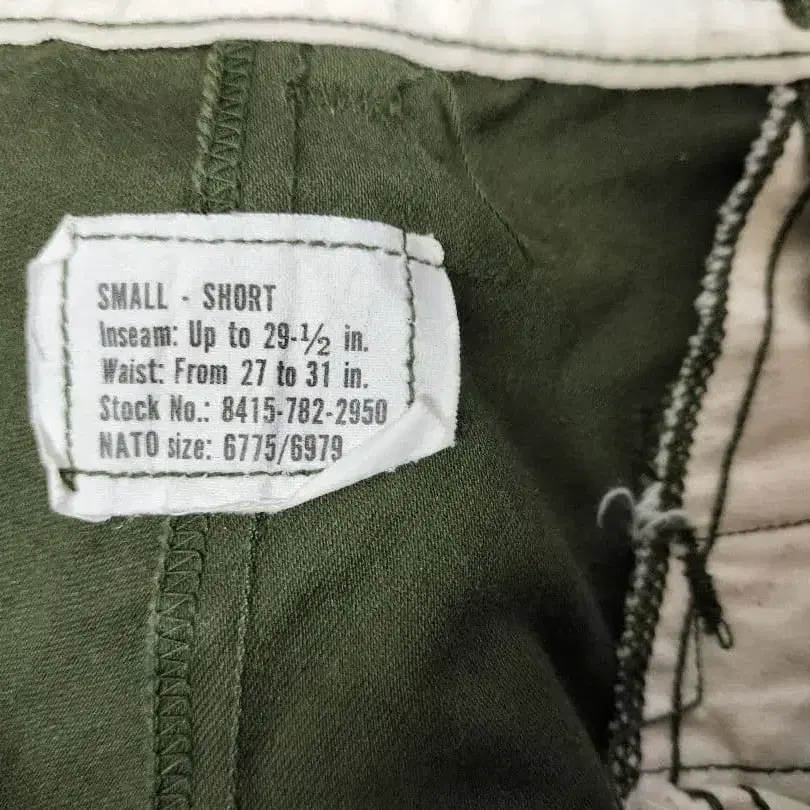 SMALL - SHORT
Inseam: Up to 29-½ in.
Waist: From 27 to 31 in.
Stock No.: 8415-782-2950
NATO size: 6775/6979